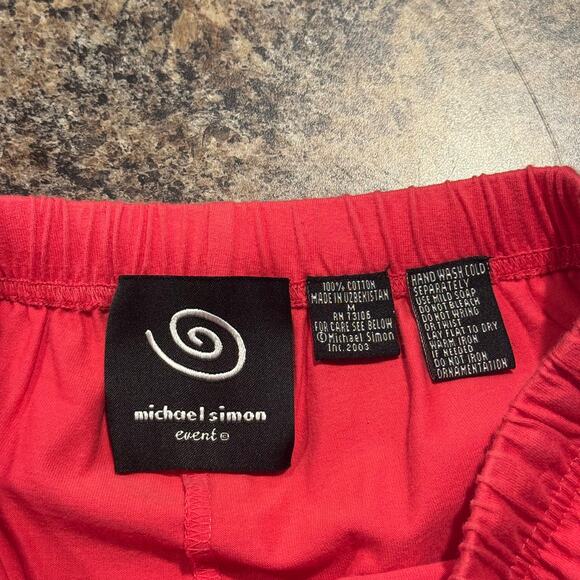 michael simon
event
100% COTTON
MADE IN UZBEKISTAN
M
RN 73106
FOR CARE SEE BELOW
©Michael Simon
Inc. 2003
HAND WASH COLD
SEPARATELY
USE MILD SOAP
DO NOT BLEACH
DO NOT WRING
OR TWIST
LAY FLAT TO DRY
WARM IRON
IF NEEDED
DO NOT IRON
ORNAMENTATION